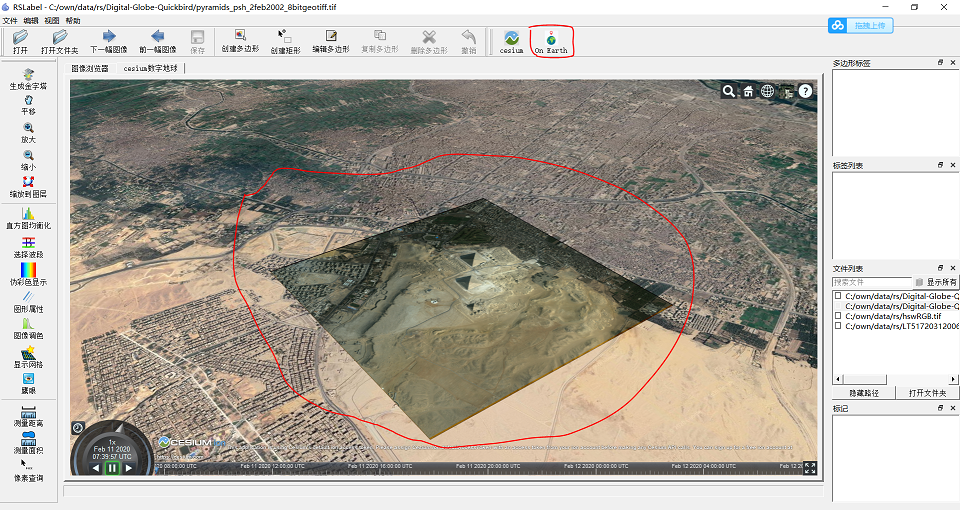 RSLabel - C:/own/data/rs/Digital-Globe-Quickbird/pyramids_psh_2feb2002_8bitgeotiff.tif
文件 编辑 视图 帮助
拖拽上传
打开 打开文件夹 下一幅图像 前一幅图像 保存 创建多边形 创建矩形 编辑多边形 复制多边形 删除多边形 撤销 cesium On Earth
图像浏览器 cesium数字地球
生成金字塔
平移
放大
缩小
缩放到图层
直方图均衡化
选择波段
伪彩色显示
图形属性
图像调色
显示网格
鹰眼
测量距离
测量面积
像素查询
1x
Feb 11 2020
07:39:57 UTC
CESIUM
2020 08:00:00 UTC Feb 11 2020 12:00:00 UTC Feb 11 2020 16:00:00 UTC Feb 11 2020 20:00:00 UTC Feb 12 2020 00:00:00 UTC Feb 12 2020 04:00:00 UTC Feb 12 2
多边形标签
标签列表
文件列表
搜索文件 显示所有
C:/own/data/rs/Digital-Globe-Q
C:/own/data/rs/Digital-Globe-Q
C:/own/data/rs/hswRGB.tif
C:/own/data/rs/LT51720312006
隐藏路径 打开文件夹
标记